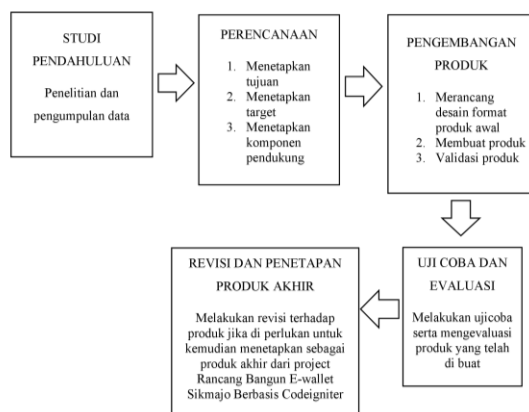 STUDI
PENDAHULUAN
Penelitian dan
pengumpulan data
PERENCANAAN
1. Menetapkan
tujuan
2. Menetapkan
target
3. Menetapkan
komponen
pendukung
PENGEMBANGAN
PRODUK
1. Merancang
desain format
produk awal
2. Membuat produk
3. Validasi produk
UJI COBA DAN
EVALUASI
Melakukan ujicoba
serta mengevaluasi
produk yang telah
di buat
REVISI DAN PENETAPAN
PRODUK AKHIR
Melakukan revisi terhadap
produk jika di perlukan untuk
kemudian menetapkan sebagai
produk akhir dari project
Rancang Bangun E-wallet
Sikmajo Berbasis Codeigniter